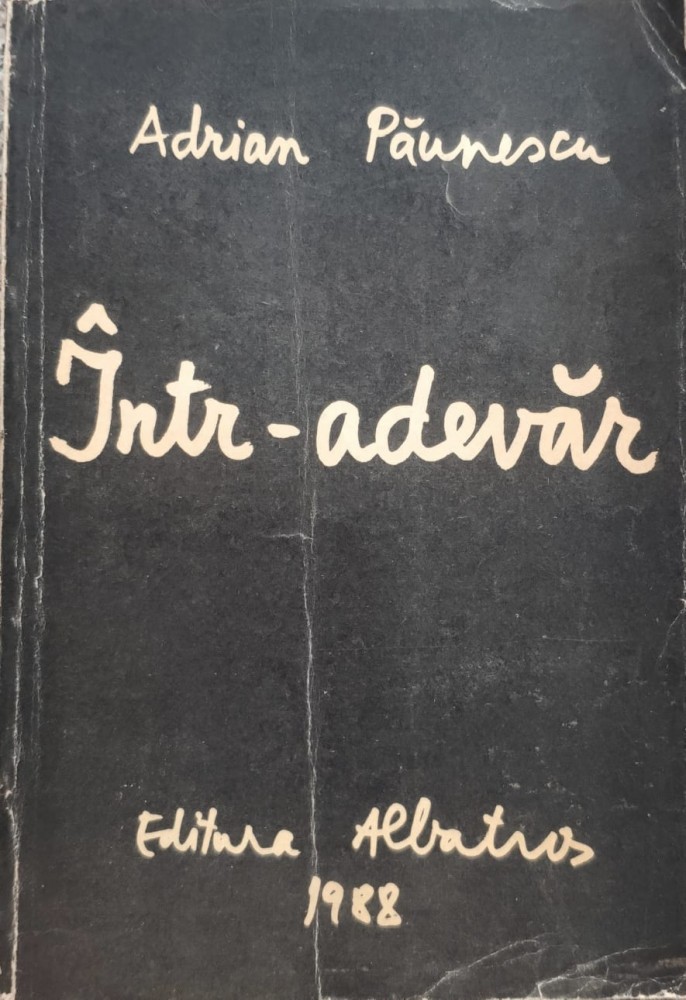 Adrian Păunescu
Într-adevăr
Editura Albatros
1988